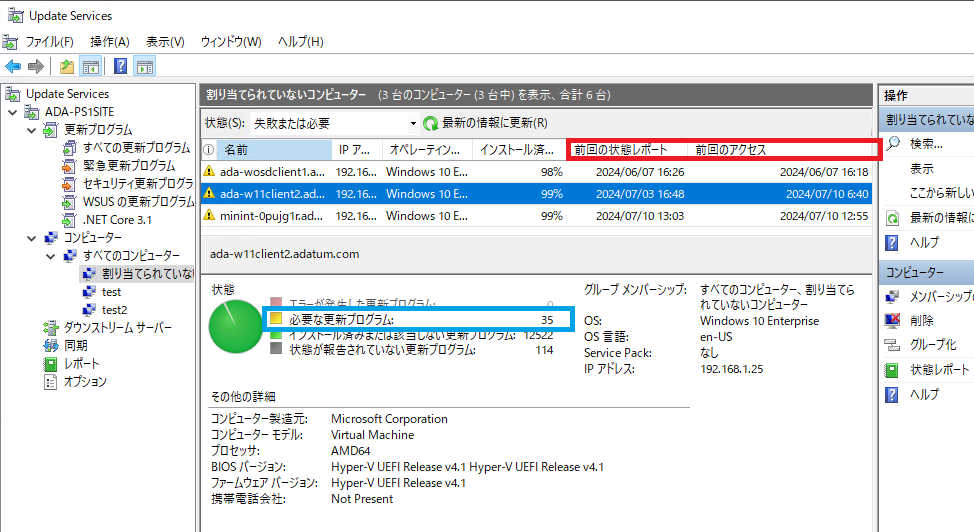 Update Services
ファイル(F) 操作(A) 表示(V) ウィンドウ(W) ヘルプ(H)
Update Services
ADA-PS1SITE
更新プログラム
すべての更新プログラム
緊急更新プログラム
セキュリティ更新プログラ
WSUS の更新プログラム
.NET Core 3.1
コンピューター
すべてのコンピューター
割り当てられていない
test
test2
ダウンストリーム サーバー
同期
レポート
オプション
割り当てられていないコンピューター (3 台のコンピューター (3 台中) を表示、合計 6 台)
状態(S): 失敗または必要 最新の情報に更新(R)
名前 IP ア... オペレーティン... インストール済... 前回の状態レポート 前回のアクセス
ada-wosdclient1.a... 192.16... Windows 10 E... 98% 2024/06/07 16:26 2024/06/07 16:18
ada-w11client2.ad... 192.16... Windows 10 E... 99% 2024/07/03 16:48 2024/07/10 6:40
minint-0pujg1r.ad... 192.16... Windows 10 E... 99% 2024/07/10 13:03 2024/07/10 12:55
ada-w11client2.adatum.com
状態
エラーが発生した更新プログラム: 0
必要な更新プログラム: 35
インストール済みまたは該当しない更新プログラム: 12522
状態が報告されていない更新プログラム: 114
グループ メンバーシップ: すべてのコンピューター、割り当てら
れていないコンピューター
OS: Windows 10 Enterprise
OS 言語: en-US
Service Pack: なし
IP アドレス: 192.168.1.25
その他の詳細
コンピューター製造元: Microsoft Corporation
コンピューター モデル: Virtual Machine
プロセッサ: AMD64
BIOS バージョン: Hyper-V UEFI Release v4.1 Hyper-V UEFI Release v4.1
ファームウェア バージョン: Hyper-V UEFI Release v4.1
携帯電話会社: Not Present
操作
割り当てられていな
検索...
表示
ここから新しい
最新の情報に
ヘルプ
コンピューター
メンバーシップの
削除
グループ化
状態レポート
ヘルプ